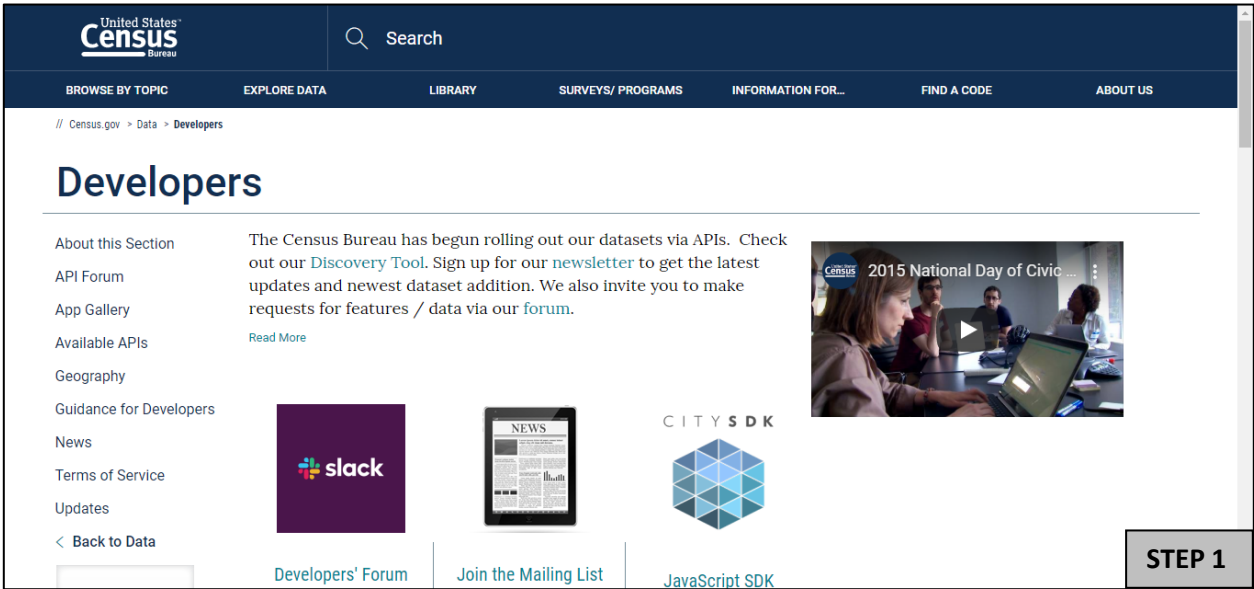 United States™
Census
Bureau
Search
BROWSE BY TOPIC
EXPLORE DATA
LIBRARY
SURVEYS/ PROGRAMS
INFORMATION FOR...
FIND A CODE
ABOUT US
// Census.gov > Data > Developers
Developers
About this Section
API Forum
App Gallery
Available APIs
Geography
Guidance for Developers
News
Terms of Service
Updates
< Back to Data
The Census Bureau has begun rolling out our datasets via APIs. Check
out our Discovery Tool. Sign up for our newsletter to get the latest
updates and newest dataset addition. We also invite you to make
requests for features / data via our forum.
Read More
Census
2015 National Day of Civic ...
slack
NEWS
CITY SDK
Developers' Forum
Join the Mailing List
JavaScript SDK
STEP 1